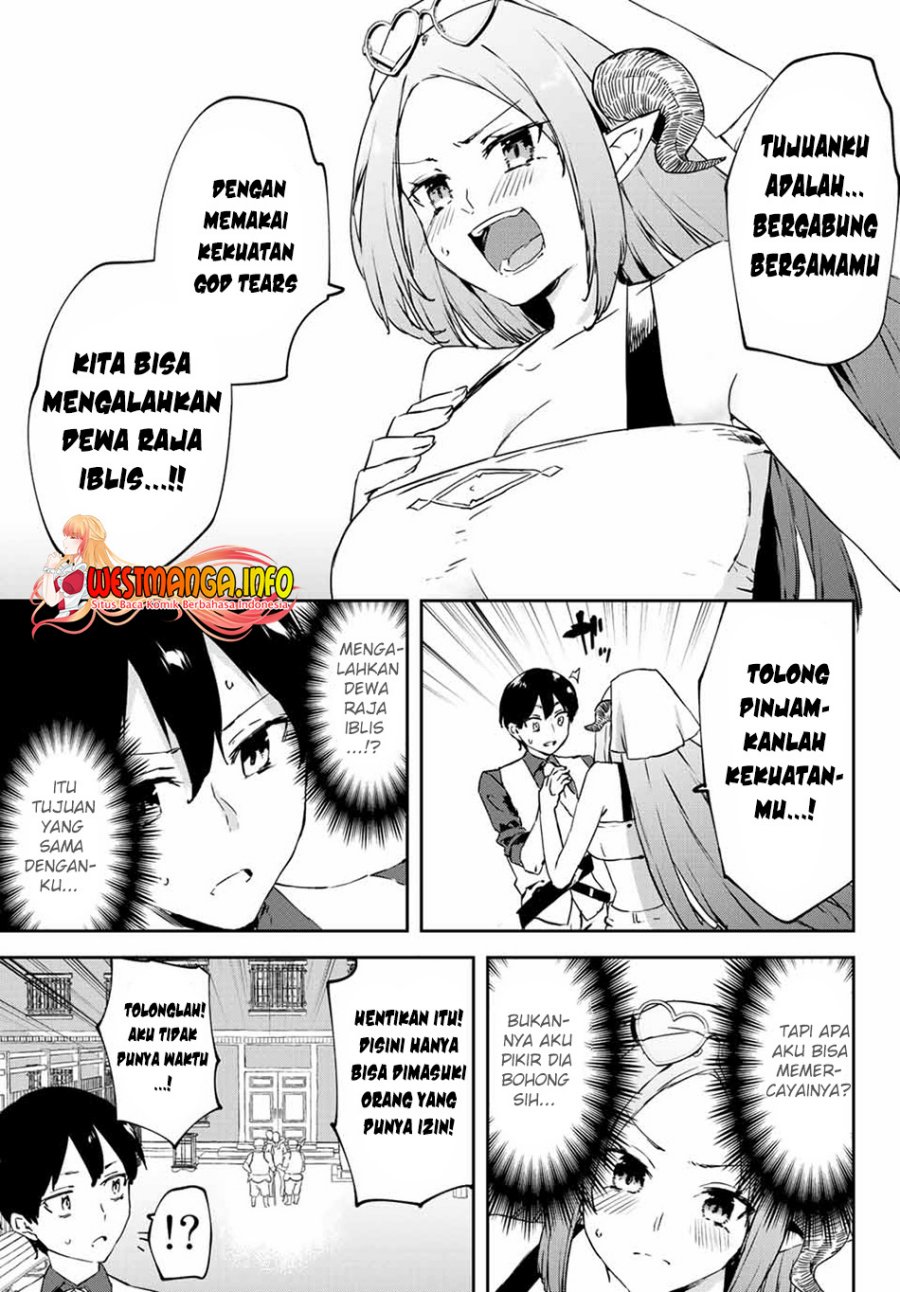 TUJUANKU
ADALAH...
BERGABUNG
BERSAMAMU
DENGAN
MEMAKAI
KEKUATAN
GOD TEARS
KITA BISA
MENGALAHKAN
DEWA RAJA
IBLIS...!!
WESTMANGA.INFO
Situs Baca Komik Berbahasa Indonesia
TOLONG
PINJAM-
KANLAH
KEKUATAN-
MU...!
MENGA-
LAHKAN
DEWA
RAJA
IBLIS
...!?
ITU
TUJUAN
YANG
SAMA
DENGAN-
KU...
TAPI APA
AKU BISA
MEMER-
CAYAINYA?
BUKAN-
NYA AKU
PIKIR DIA
BOHONG
SIH...
HENTIKAN ITU!
DISINI HANYA
BISA DIMASUKI
ORANG YANG
PUNYA IZIN!
TOLONGLAH!
AKU TIDAK
PUNYA WAKTU
...!
!?